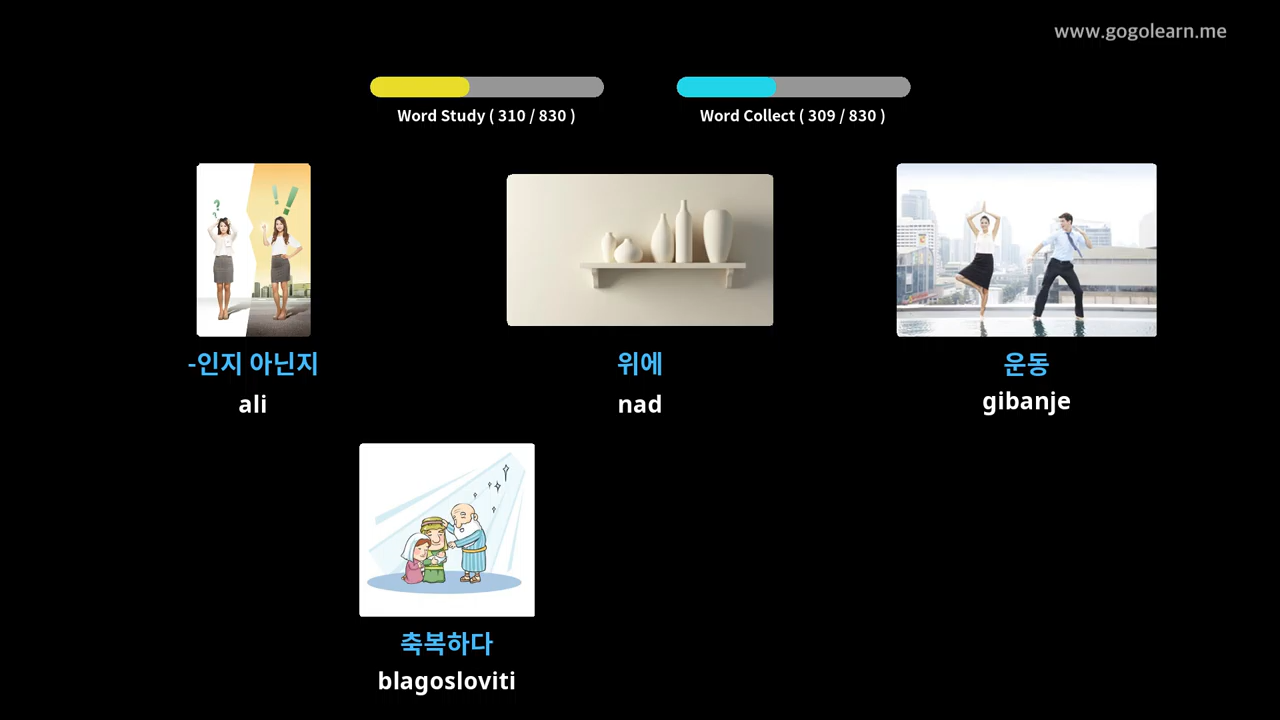 www.gogolearn.me
Word Study ( 310 / 830 )
Word Collect ( 309 / 830 )
-인지 아닌지
ali
위에
nad
운동
gibanje
축복하다
blagosloviti